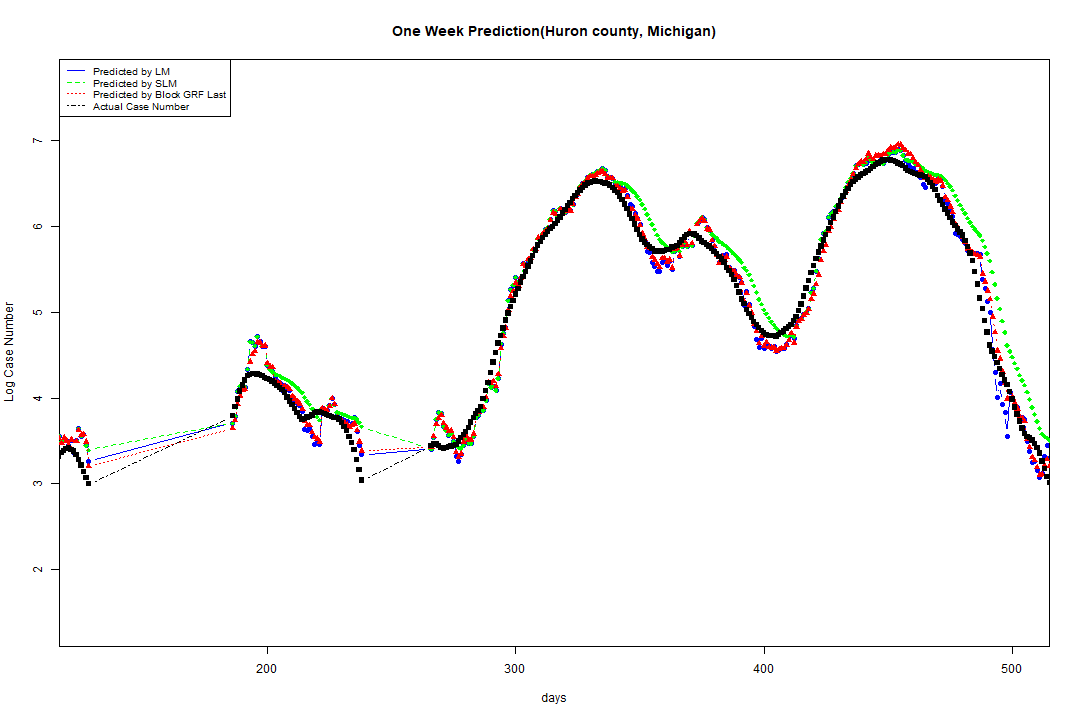 One Week Prediction(Huron county, Michigan)
Predicted by LM
Predicted by SLM
Predicted by Block GRF Last
Actual Case Number
Log Case Number
7
6
5
4
3
2
200
300
400
500
days